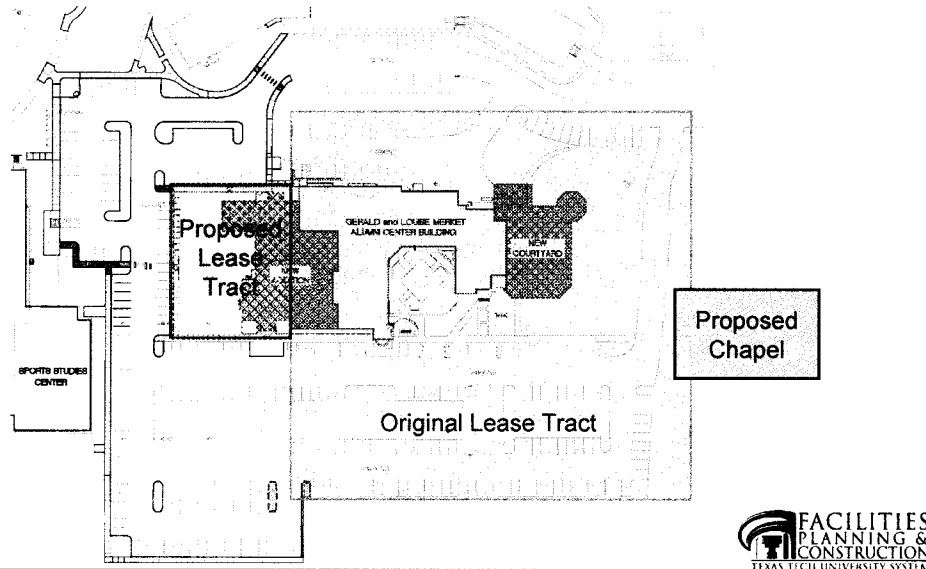 GERALD and LOUISE MERKET
ALUMNI CENTER BUILDING
NEW
COURTYARD
Proposed
Lease
Tract
NEW
Proposed
Chapel
SPORTS STUDIES
CENTER
Original Lease Tract
FACILITIES
PLANNING &
CONSTRUCTION
TEXAS TECH UNIVERSITY SYSTEM